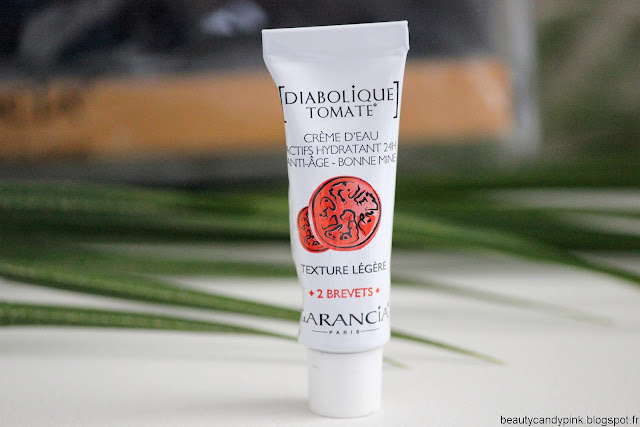 [DIABOLIQUE]
TOMATE®
CRÈME D'EAU
ACTIFS HYDRATANT 24H
ANTI-ÂGE - BONNE MINE
TEXTURE LÉGÈRE
+ 2 BREVETS +
GARANCIA
PARIS
beautycandypink.blogspot.fr